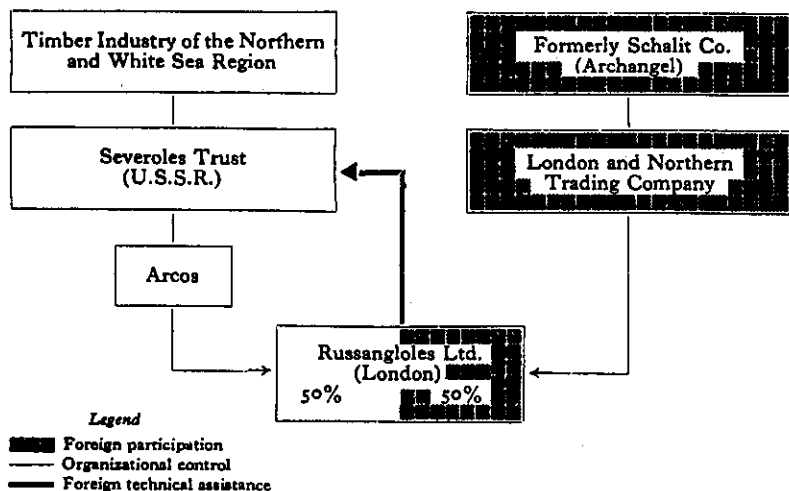 Timber Industry of the Northern
and White Sea Region
Formerly Schalit Co.
(Archangel)
Severoles Trust
(U.S.S.R.)
London and Northern
Trading Company
Arcos
Russangloles Ltd.
(London)
50% 50%
Legend
Foreign participation
Organizational control
Foreign technical assistance